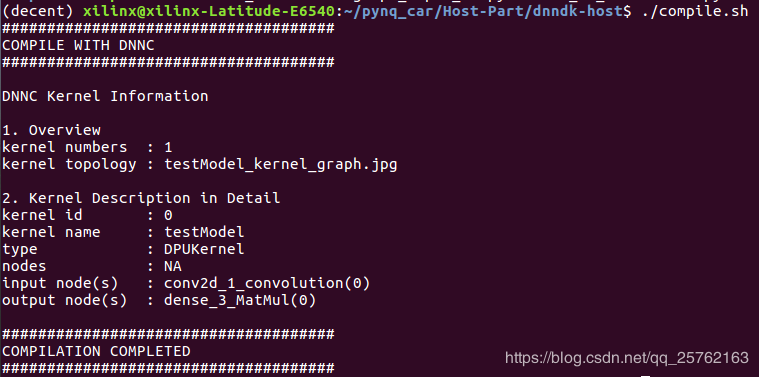 (decent) xilinx@xilinx-Latitude-E6540:~/pynq_car/Host-Part/dnndk-host$ ./compile.sh
#####################################
COMPILE WITH DNNC
#####################################
DNNC Kernel Information
1. Overview
kernel numbers  : 1
kernel topology : testModel_kernel_graph.jpg
2. Kernel Description in Detail
kernel id       : 0
kernel name     : testModel
type            : DPUKernel
nodes           : NA
input node(s)   : conv2d_1_convolution(0)
output node(s)  : dense_3_MatMul(0)
#####################################
COMPILATION COMPLETED
#####################################
https://blog.csdn.net/qq_25762163